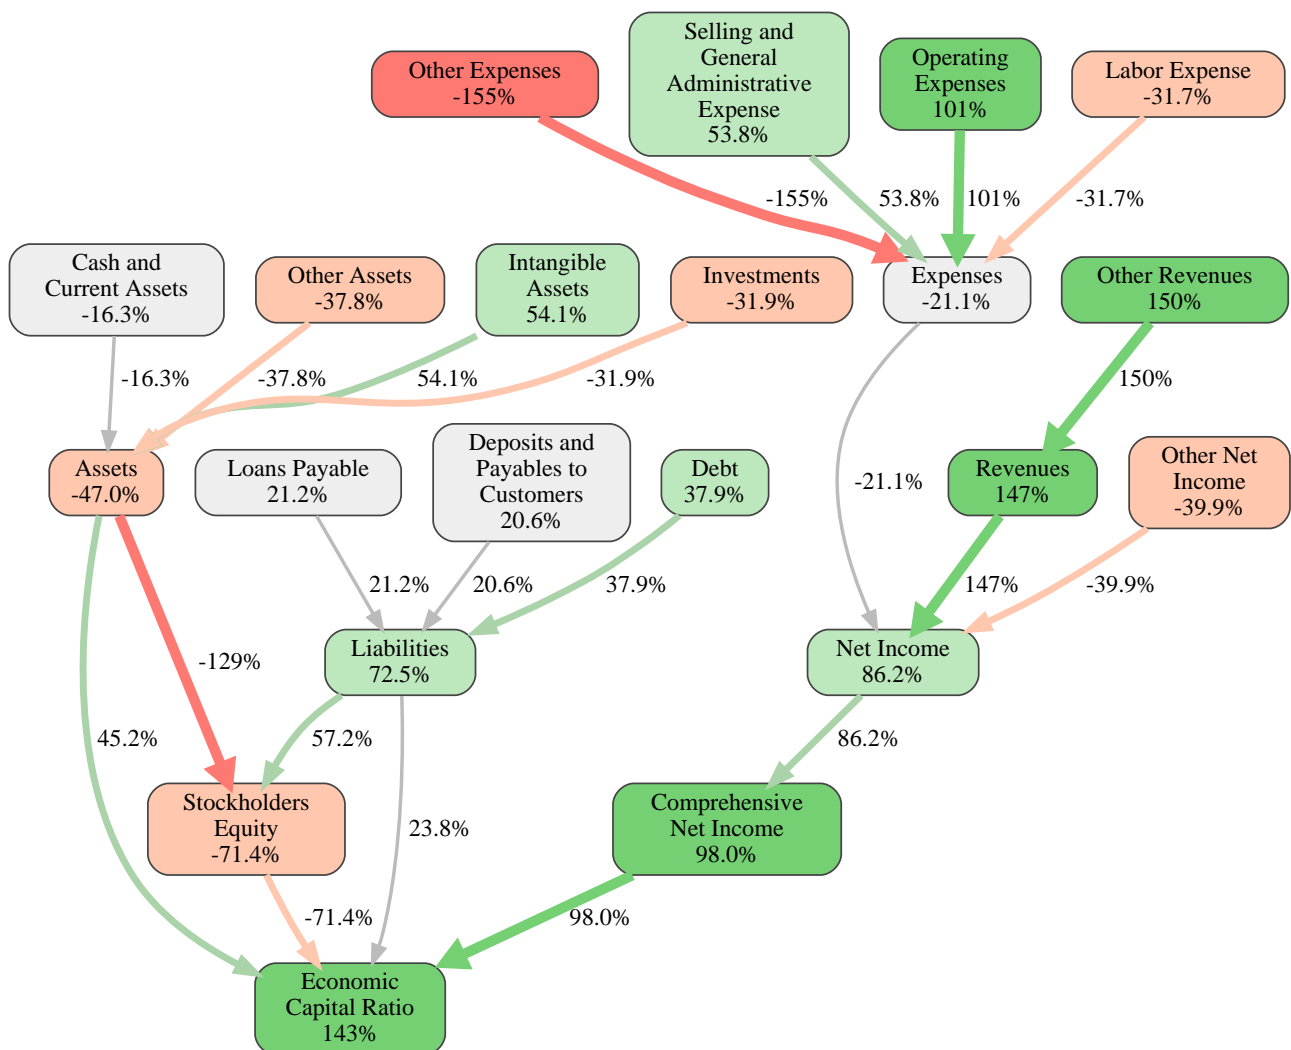 Other Expenses
-155%
Selling and
General
Administrative
Expense
53.8%
Operating
Expenses
101%
Labor Expense
-31.7%
-155%
53.8%
101%
-31.7%
Cash and
Current Assets
-16.3%
Other Assets
-37.8%
Intangible
Assets
54.1%
Investments
-31.9%
Expenses
-21.1%
Other Revenues
150%
-16.3%
-37.8%
54.1%
-31.9%
150%
Assets
-47.0%
Loans Payable
21.2%
Deposits and
Payables to
Customers
20.6%
Debt
37.9%
-21.1%
Revenues
147%
Other Net
Income
-39.9%
21.2%
20.6%
37.9%
147%
-39.9%
-129%
Liabilities
72.5%
Net Income
86.2%
45.2%
57.2%
86.2%
Stockholders
Equity
-71.4%
23.8%
Comprehensive
Net Income
98.0%
-71.4%
98.0%
Economic
Capital Ratio
143%